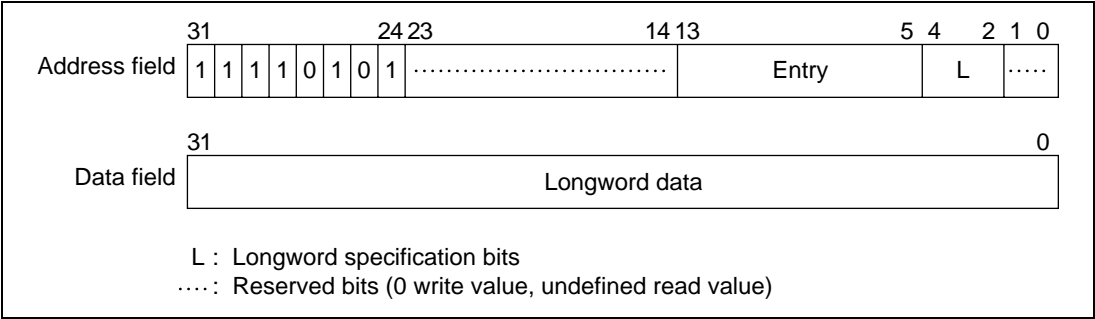 31 24 23 14 13 5 4 2 1 0
Address field 1 1 1 1 0 1 0 1 ······························ Entry L ·····
31 0
Data field Longword data
L : Longword specification bits
···· : Reserved bits (0 write value, undefined read value)